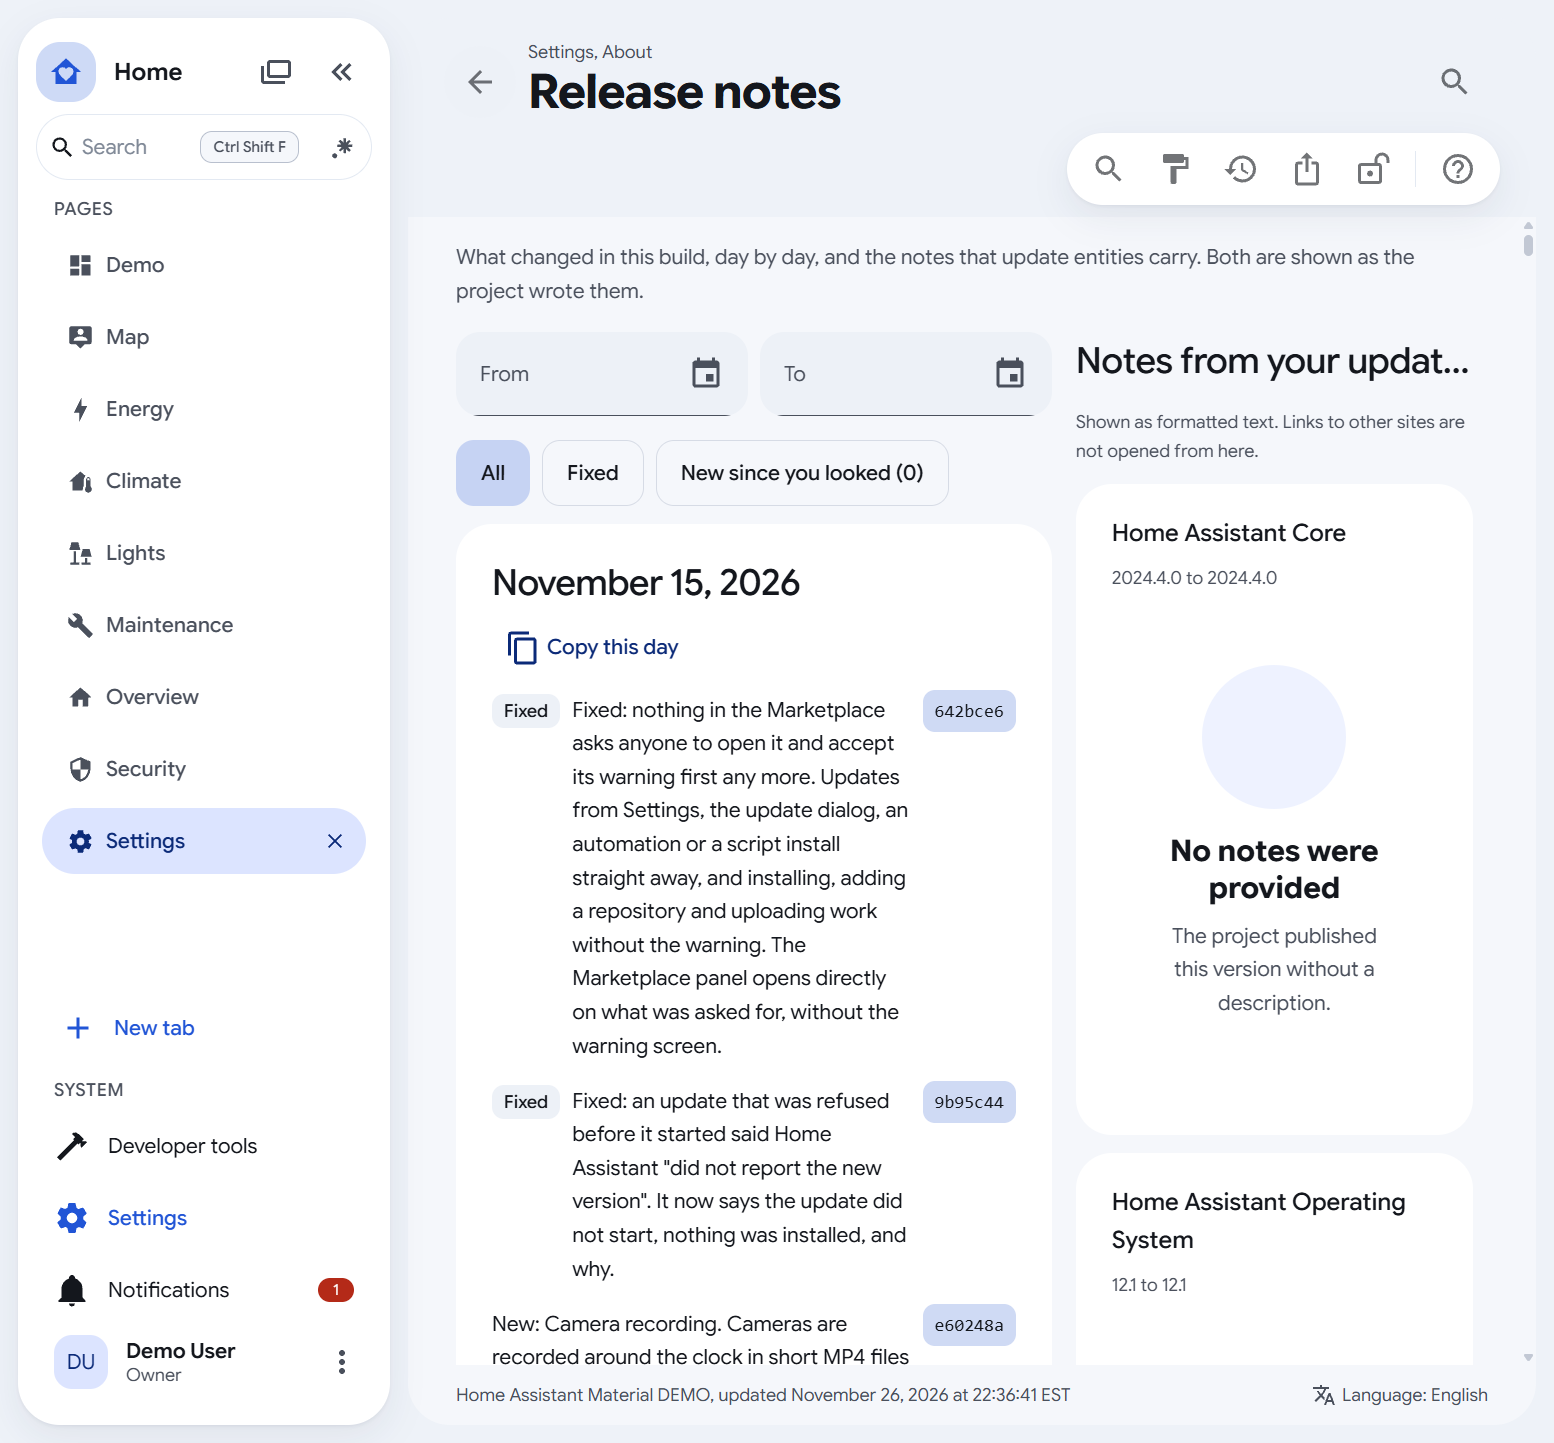 Home
Search
Ctrl Shift F
PAGES
Demo
Map
Energy
Climate
Lights
Maintenance
Overview
Security
Settings
New tab
SYSTEM
Developer tools
Settings
Notifications
1
DU
Demo User
Owner
Settings, About
Release notes
What changed in this build, day by day, and the notes that update entities carry. Both are shown as the
project wrote them.
From
To
All
Fixed
New since you looked (0)
November 15, 2026
Copy this day
Fixed
Fixed: nothing in the Marketplace
asks anyone to open it and accept
its warning first any more. Updates
from Settings, the update dialog, an
automation or a script install
straight away, and installing, adding
a repository and uploading work
without the warning. The
Marketplace panel opens directly
on what was asked for, without the
warning screen.
642bce6
Fixed
Fixed: an update that was refused
before it started said Home
Assistant "did not report the new
version". It now says the update did
not start, nothing was installed, and
why.
9b95c44
New: Camera recording. Cameras are
recorded around the clock in short MP4 files
e60248a
Notes from your updat...
Shown as formatted text. Links to other sites are
not opened from here.
Home Assistant Core
2024.4.0 to 2024.4.0
No notes were
provided
The project published
this version without a
description.
Home Assistant Operating
System
12.1 to 12.1
Home Assistant Material DEMO, updated November 26, 2026 at 22:36:41 EST
Language: English